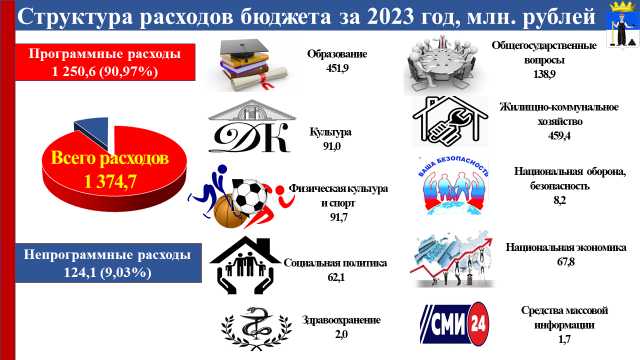 Структура расходов бюджета за 2023 год, млн. рублей
Программные расходы
1 250,6 (90,97%)
Всего расходов
1 374,7
Непрограммные расходы
124,1 (9,03%)
Образование
451,9
ДК
Культура
91,0
Физическая культура
и спорт
91,7
Социальная политика
62,1
Здравоохранение
2,0
Общегосударственные
вопросы
138,9
Жилищно-коммунальное
хозяйство
459,4
ВАША БЕЗОПАСНОСТЬ
Национальная оборона,
безопасность
8,2
Национальная экономика
67,8
СМИ 24
Средства массовой
информации
1,7